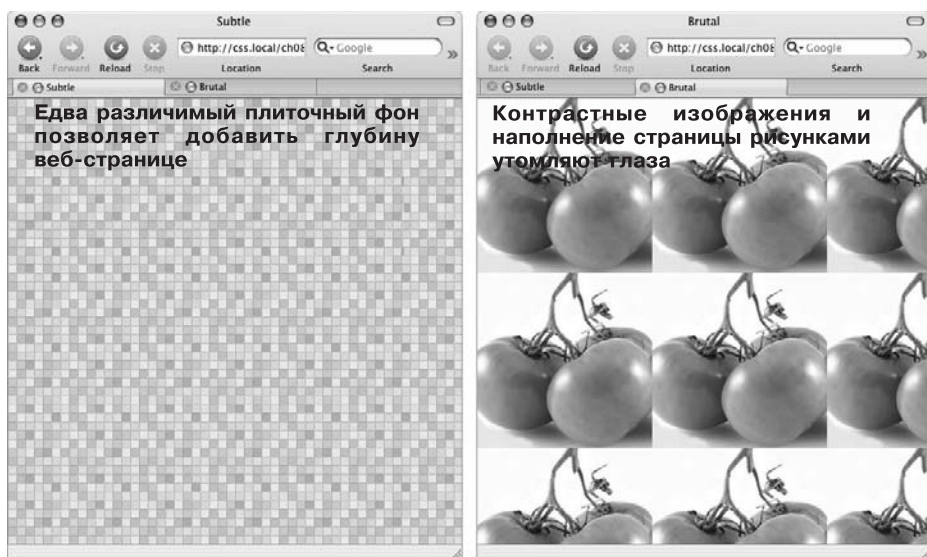 Subtle
http://css.local/ch08
Google
Back Forward Reload Stop Location Search
Subtle Brutal
Едва различимый плиточный фон
позволяет добавить глубину
веб-странице
Brutal
http://css.local/ch08
Google
Back Forward Reload Stop Location Search
Subtle Brutal
Контрастные изображения и
наполнение страницы рисунками
утомляют глаза